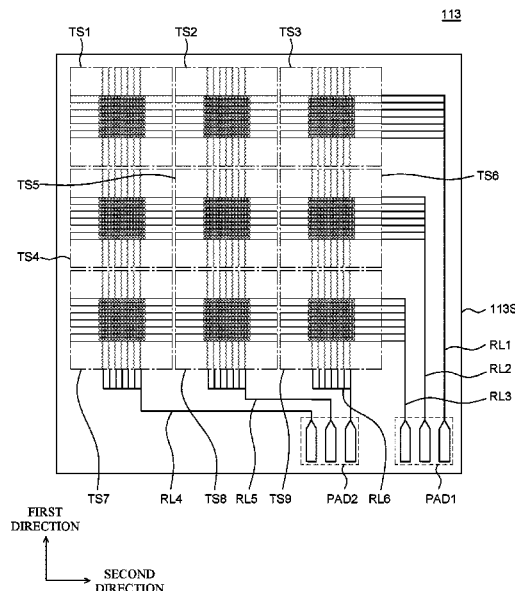 113
TS1 TS2 TS3
TS5 TS6
TS4
113S
RL1
RL2
RL3
TS7 RL4 TS8 RL5 TS9 PAD2 RL6 PAD1
FIRST
DIRECTION
SECOND
DIRECTION